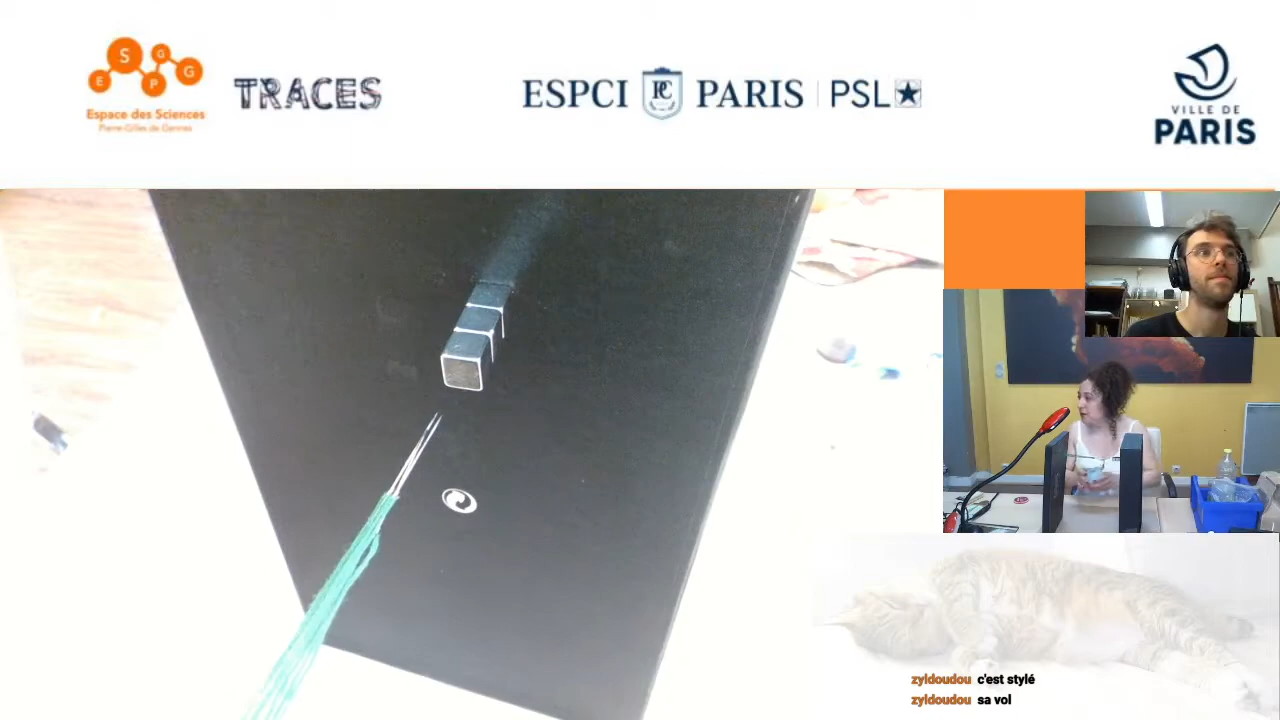 S G
E P G
Espace des Sciences
Pierre-Gilles de Gennes
TRACES
ESPCI PC PARIS PSL
VILLE DE
PARIS
zyldoudou c'est stylé
zyldoudou sa vol